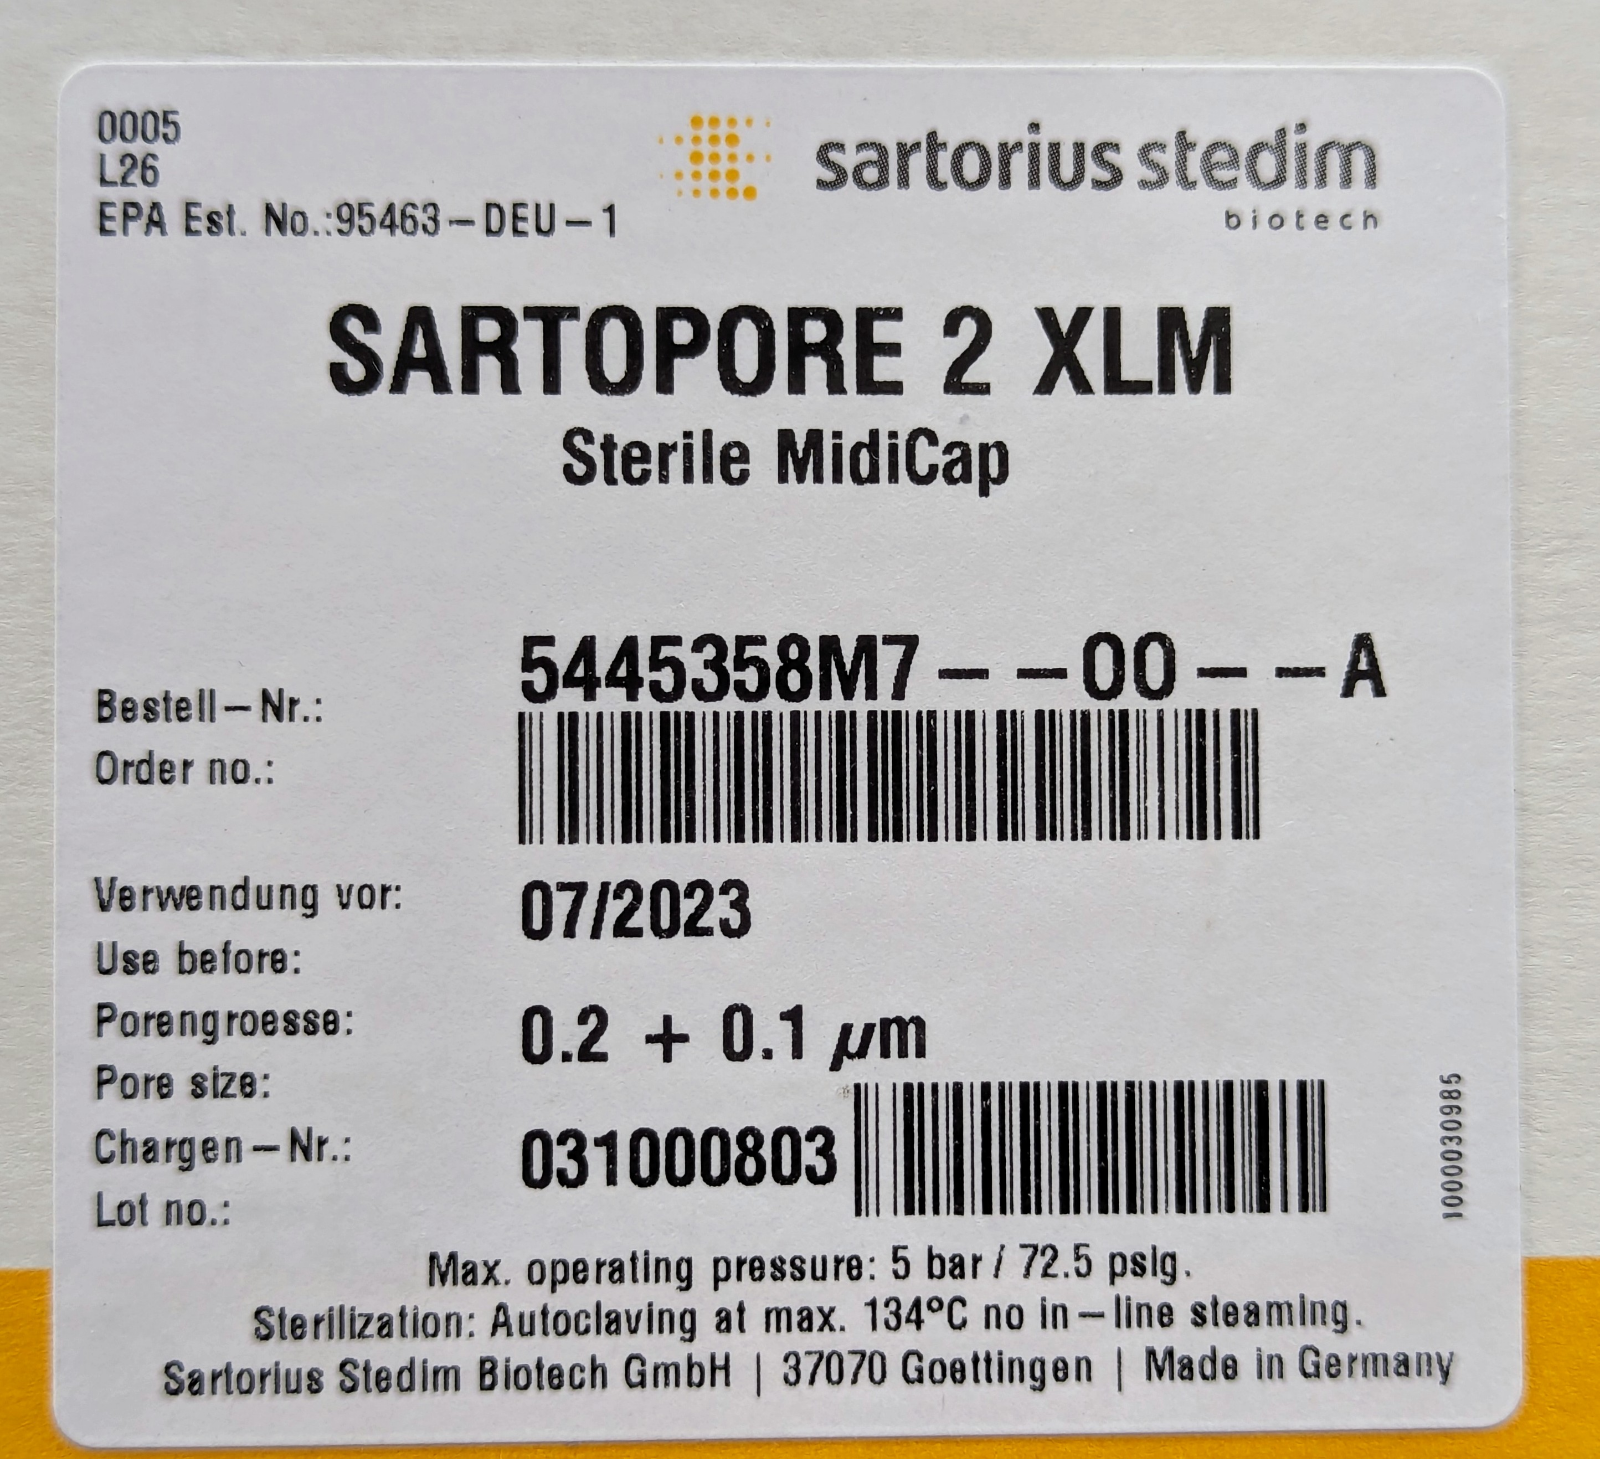 0005
L26
EPA Est. No.:95463-DEU-1
sartorius stedim
biotech
SARTOPORE 2 XLM
Sterile MidiCap
5445358M7--00--A
Bestell-Nr.:
Order no.:
Verwendung vor:
07/2023
Use before:
Porengroesse:
0.2 + 0.1 µm
Pore size:
Chargen-Nr.:
031000803
Lot no.:
1000030985
Max. operating pressure: 5 bar / 72.5 psig.
Sterilization: Autoclaving at max. 134°C no in-line steaming.
Sartorius Stedim Biotech GmbH | 37070 Goettingen | Made in Germany